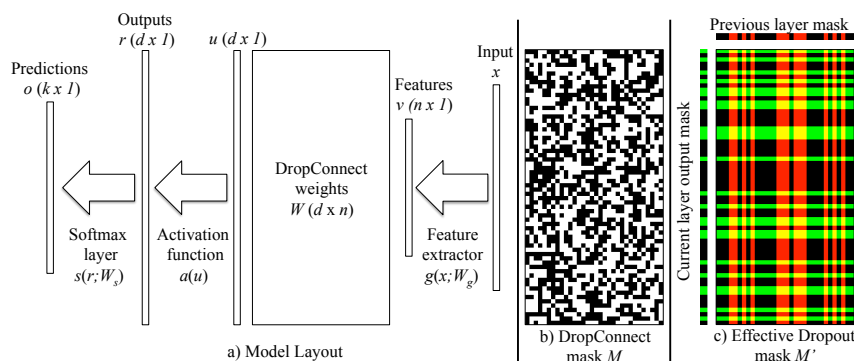 Predictions
o (k x 1)
Outputs
r (d x 1)
u (d x 1)
DropConnect
weights
W (d x n)
Features
v (n x 1)
Input
x
Softmax
layer
s(r;Ws)
Activation
function
a(u)
Feature
extractor
g(x;Wg)
a) Model Layout
b) DropConnect
mask M
Previous layer mask
Current layer output mask
c) Effective Dropout
mask M'